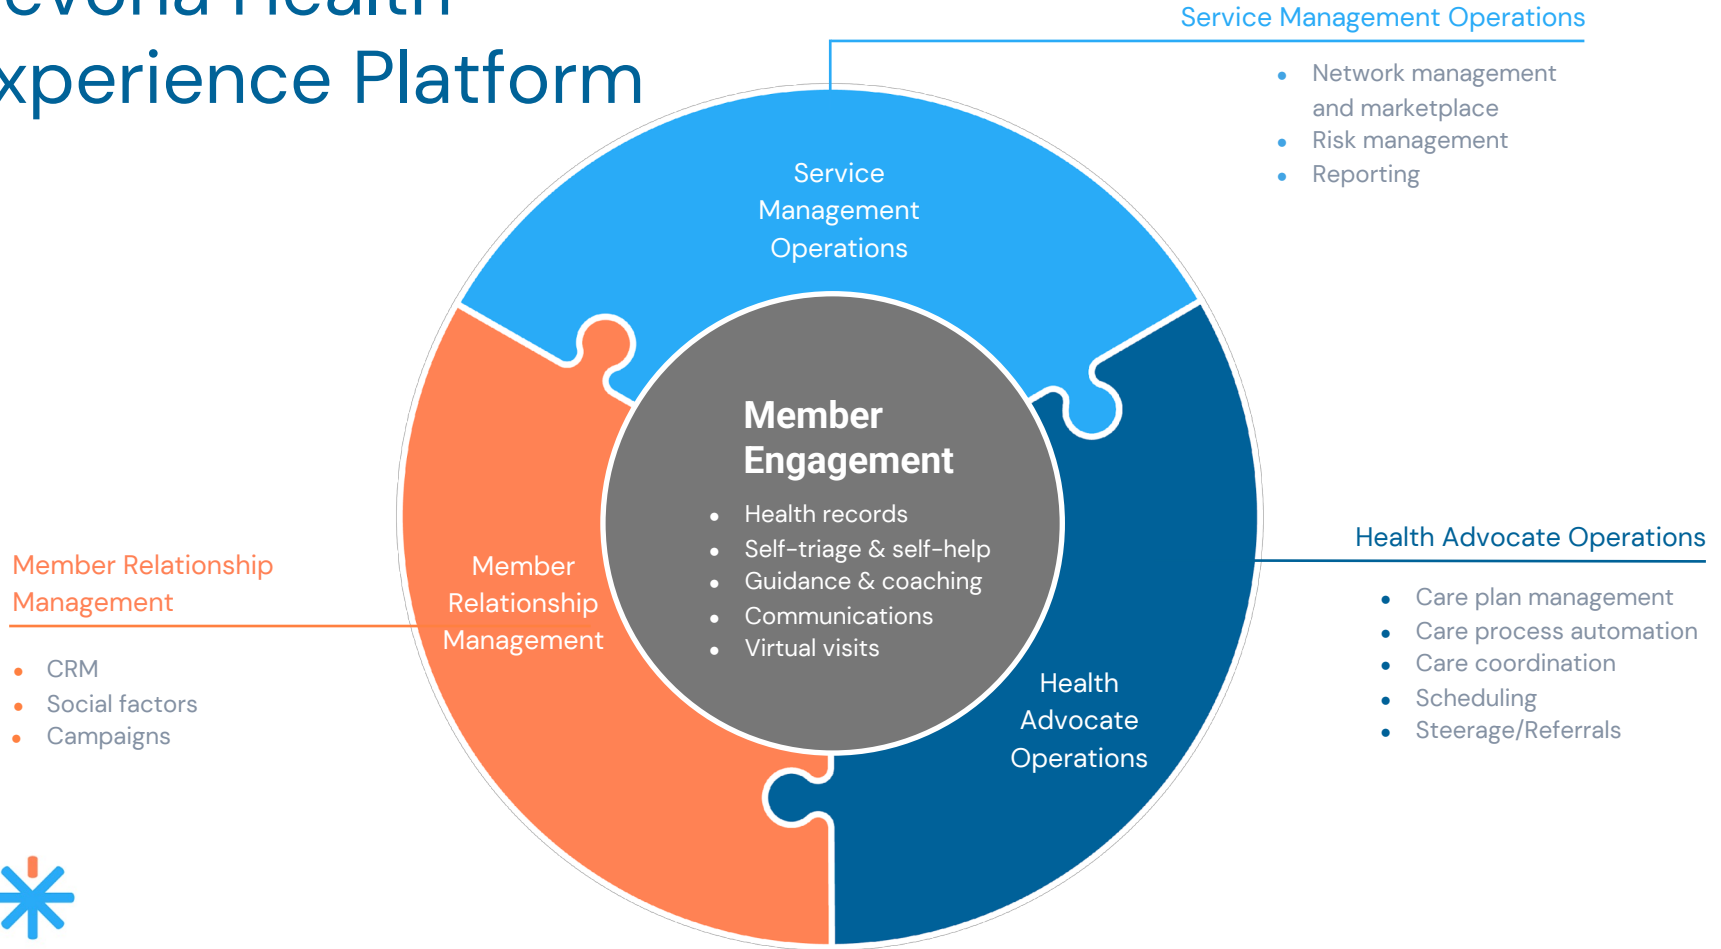 Experience Platform
Service Management Operations
Network management
and marketplace
Risk management
Reporting
Service
Management
Operations
Member
Engagement
Health records
Self-triage & self-help
Guidance & coaching
Communications
Virtual visits
Member Relationship
Management
CRM
Social factors
Campaigns
Member
Relationship
Management
Health Advocate Operations
Care plan management
Care process automation
Care coordination
Scheduling
Steerage/Referrals
Health
Advocate
Operations